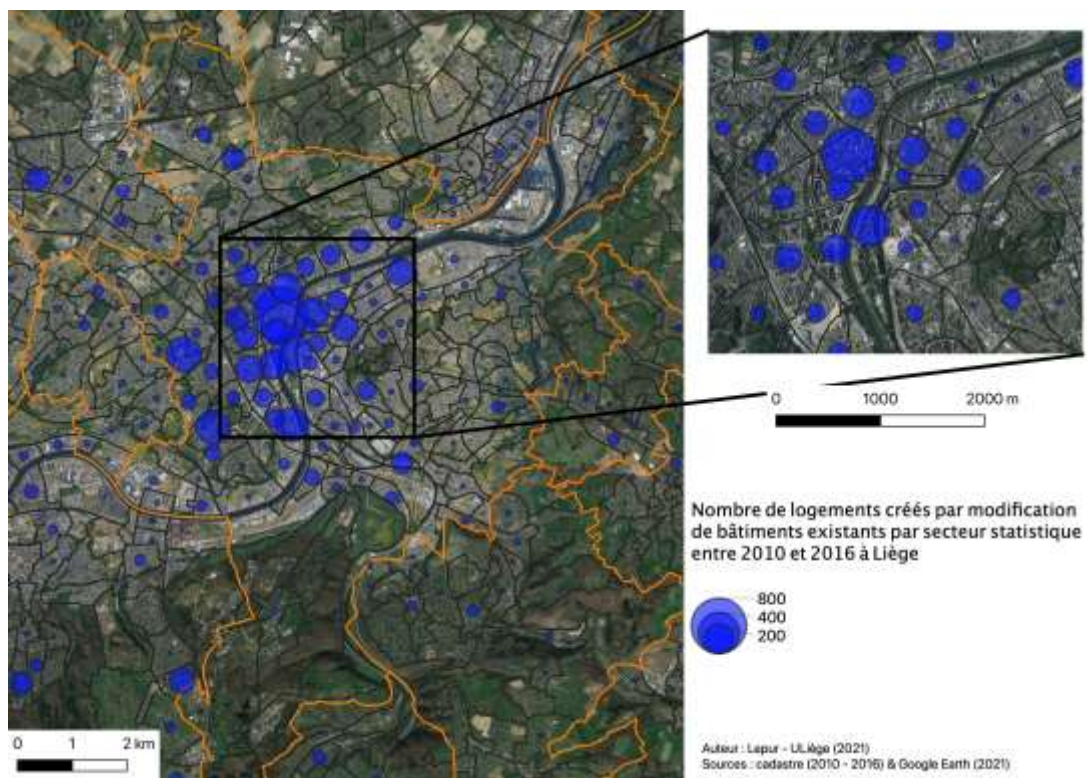 0 1000 2000 m
Nombre de logements créés par modification
de bâtiments existants par secteur statistique
entre 2010 et 2016 à Liège
800
400
200
0 1 2 km
Auteur : Lepur - ULiège (2021)
Sources : cadastre (2010 - 2016) & Google Earth (2021)